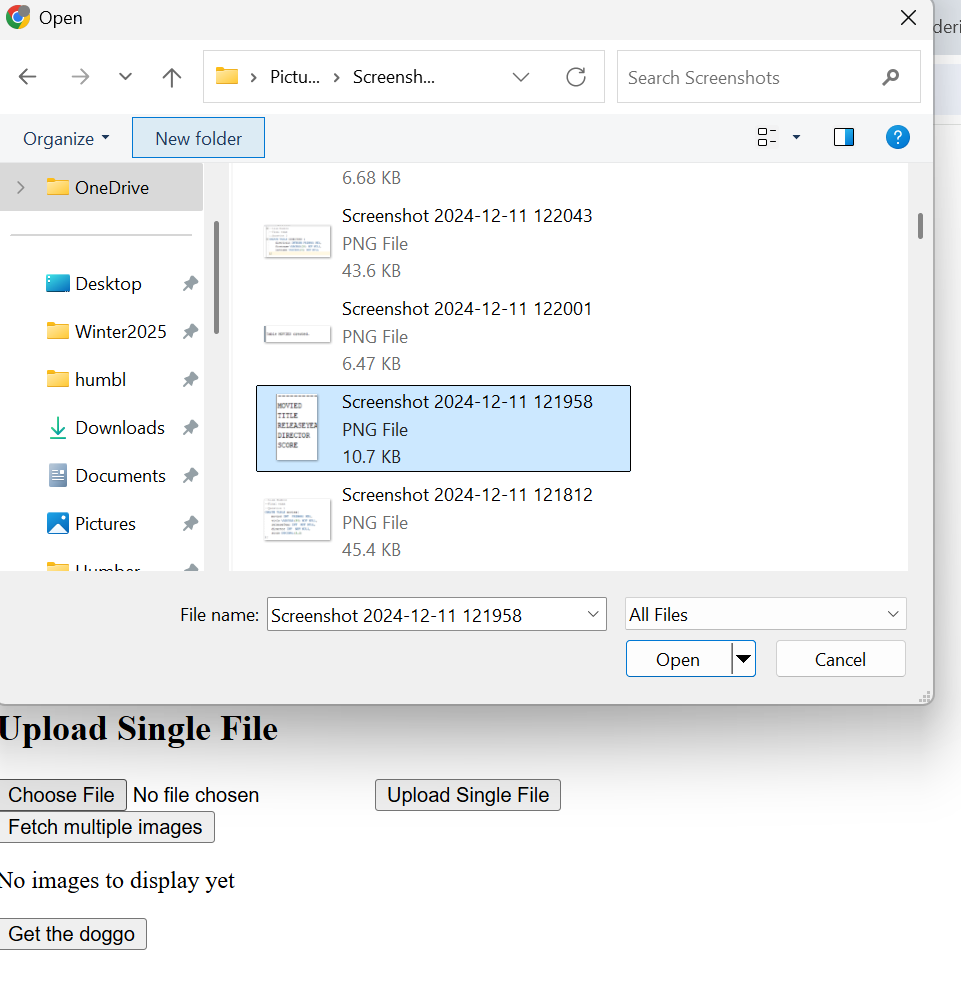 Open
deri
Pictu...
Screensh...
Search Screenshots
Organize
New folder
OneDrive
Desktop
Winter2025
humbl
Downloads
Documents
Pictures
Humber
6.68 KB
Screenshot 2024-12-11 122043
PNG File
43.6 KB
Screenshot 2024-12-11 122001
PNG File
6.47 KB
MOVIED
TITLE
RELEASEYEA
DIRECTOR
SCORE
Screenshot 2024-12-11 121958
PNG File
10.7 KB
Screenshot 2024-12-11 121812
PNG File
45.4 KB
File name:
Screenshot 2024-12-11 121958
All Files
Open
Cancel
Upload Single File
Choose File No file chosen
Upload Single File
Fetch multiple images
No images to display yet
Get the doggo